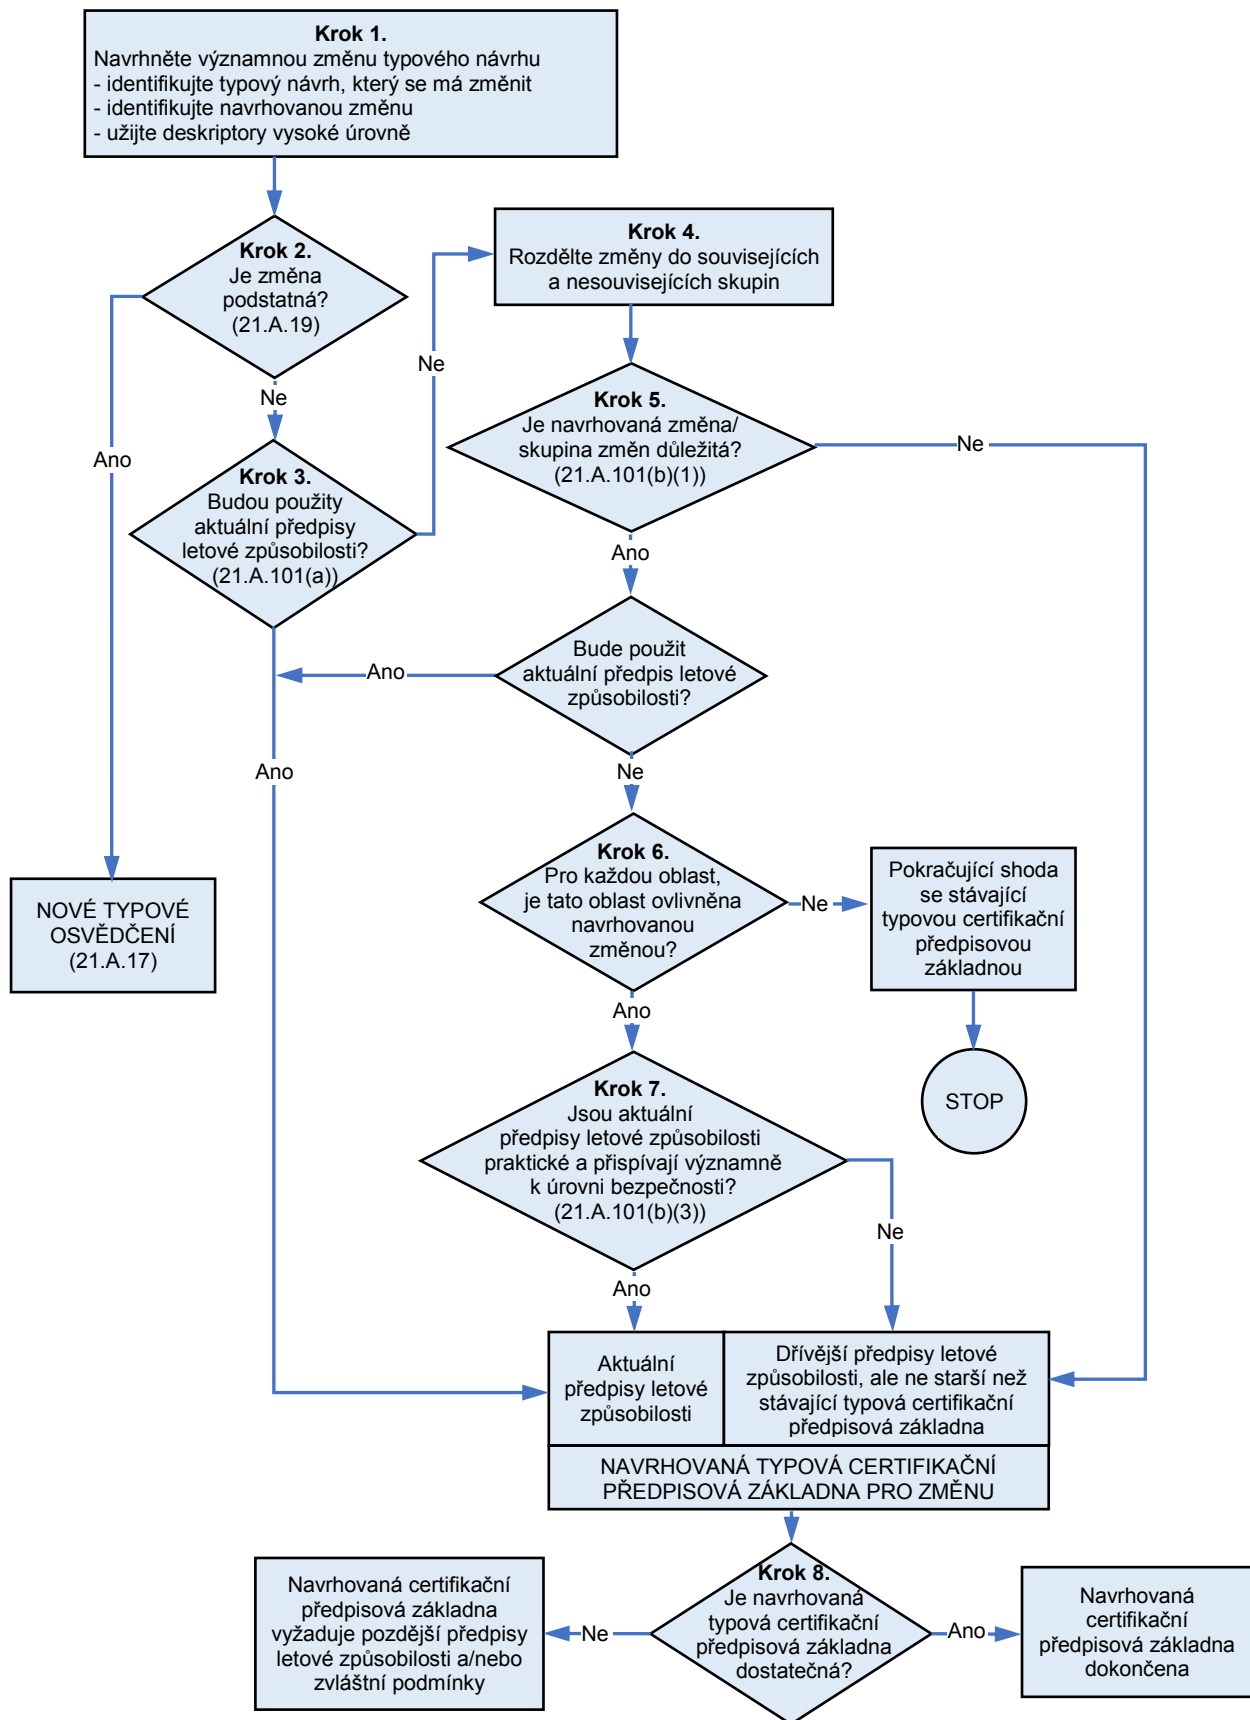 Krok 1.
Navrhněte významnou změnu typového návrhu
- identifikujte typový návrh, který se má změnit
- identifikujte navrhovanou změnu
- užijte deskriptory vysoké úrovně
Krok 2.
Je změna
podstatná?
(21.A.19)
Ano
Ne
Krok 3.
Budou použity
aktuální předpisy
letové způsobilosti?
(21.A.101(a))
Ne
Ano
NOVÉ TYPOVÉ
OSVĚDČENÍ
(21.A.17)
Krok 4.
Rozdělte změny do souvisejících
a nesouvisejících skupin
Krok 5.
Je navrhovaná změna/
skupina změn důležitá?
(21.A.101(b)(1))
Ne
Ano
Bude použit
aktuální předpis letové
způsobilosti?
Ano
Ne
Krok 6.
Pro každou oblast,
je tato oblast ovlivněna
navrhovanou
změnou?
Ne
Pokračující shoda
se stávající
typovou certifikační
předpisovou
základnou
STOP
Ano
Krok 7.
Jsou aktuální
předpisy letové způsobilosti
praktické a přispívají významně
k úrovni bezpečnosti?
(21.A.101(b)(3))
Ne
Ano
Aktuální
předpisy letové
způsobilosti
Dřívější předpisy letové
způsobilosti, ale ne starší než
stávající typová certifikační
předpisová základna
NAVRHOVANÁ TYPOVÁ CERTIFIKAČNÍ
PŘEDPISOVÁ ZÁKLADNA PRO ZMĚNU
Krok 8.
Je navrhovaná
typová certifikační
předpisová základna
dostatečná?
Ne
Navrhovaná certifikační
předpisová základna
vyžaduje pozdější předpisy
letové způsobilosti a/nebo
zvláštní podmínky
Ano
Navrhovaná
certifikační
předpisová základna
dokončena